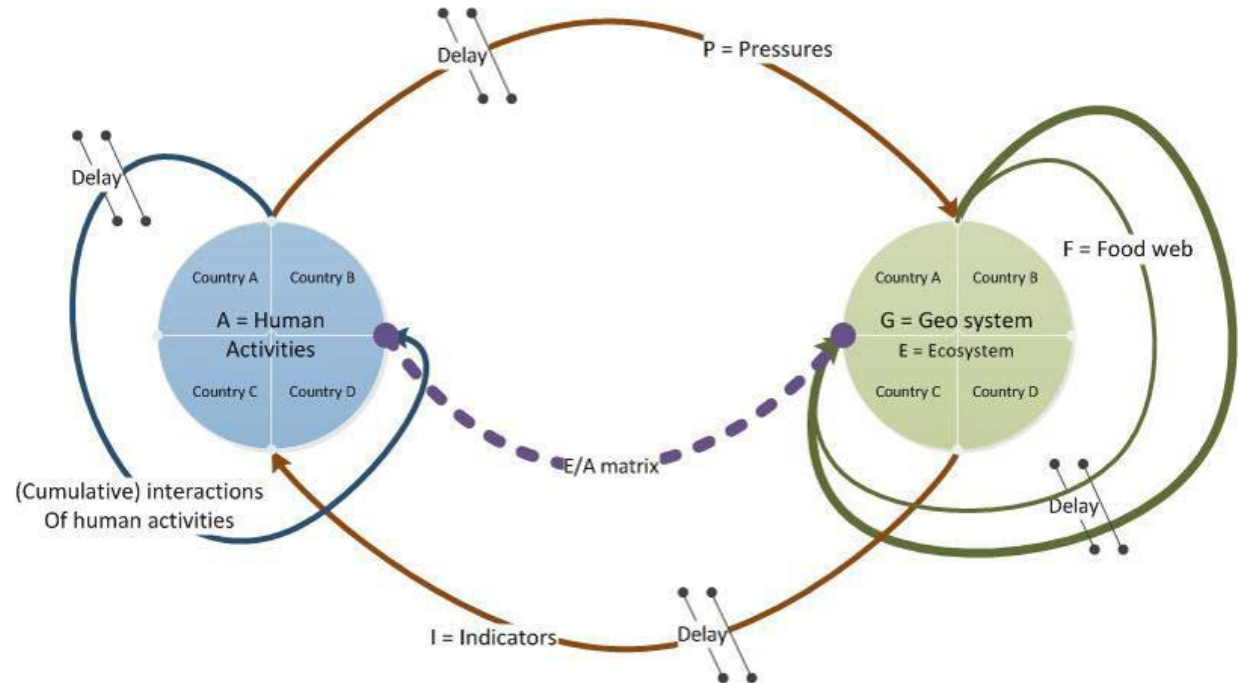 Delay
P = Pressures
Delay
F = Food web
Country A
Country B
A = Human
Activities
Country C
Country D
Country A
Country B
G = Geo system
E = Ecosystem
Country C
Country D
E/A matrix
(Cumulative) interactions
Of human activities
Delay
I = Indicators
Delay